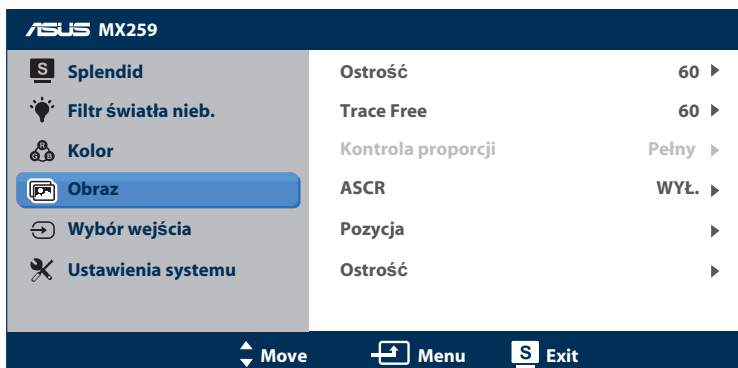 ASUS MX259
S Splendid
Filtr światła nieb.
R G B Kolor
Obraz
Wybór wejścia
Ustawienia systemu
Ostrość 60
Trace Free 60
Kontrola proporcji Pełny
ASCR WYŁ.
Pozycja
Ostrość
Move Menu S Exit